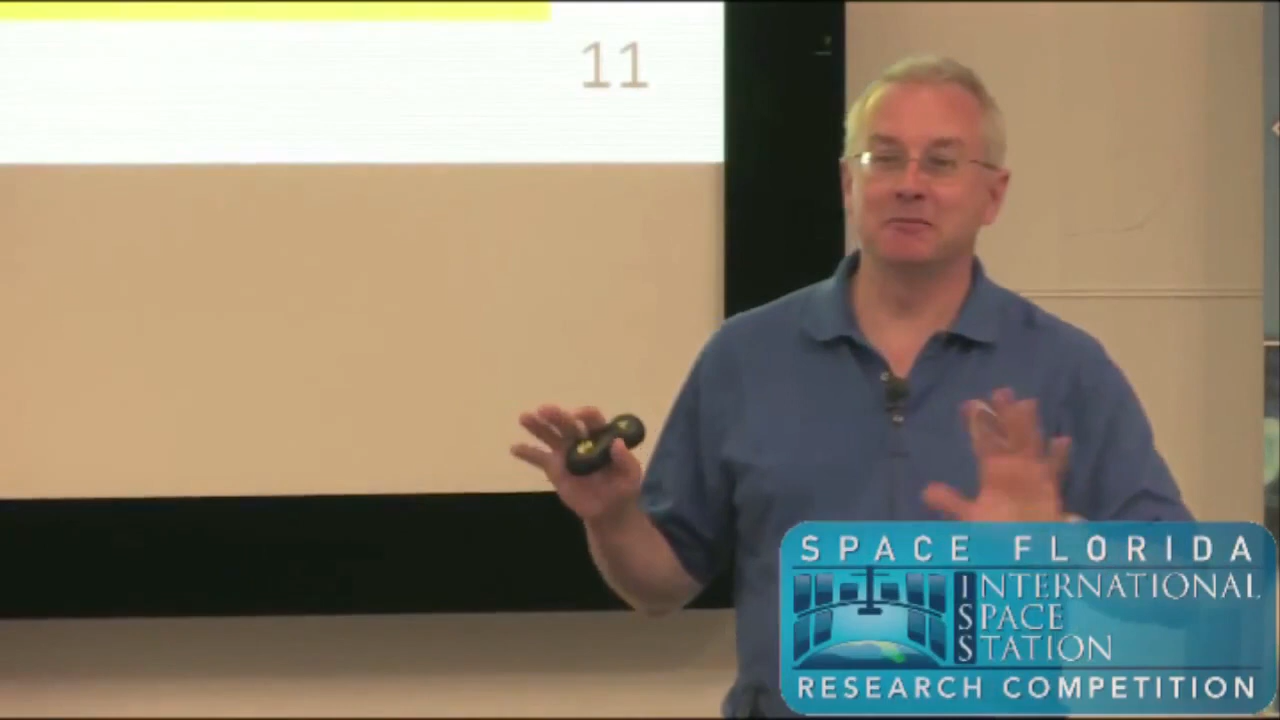 11
SPACE FLORIDA
INTERNATIONAL
SPACE
STATION
RESEARCH COMPETITION